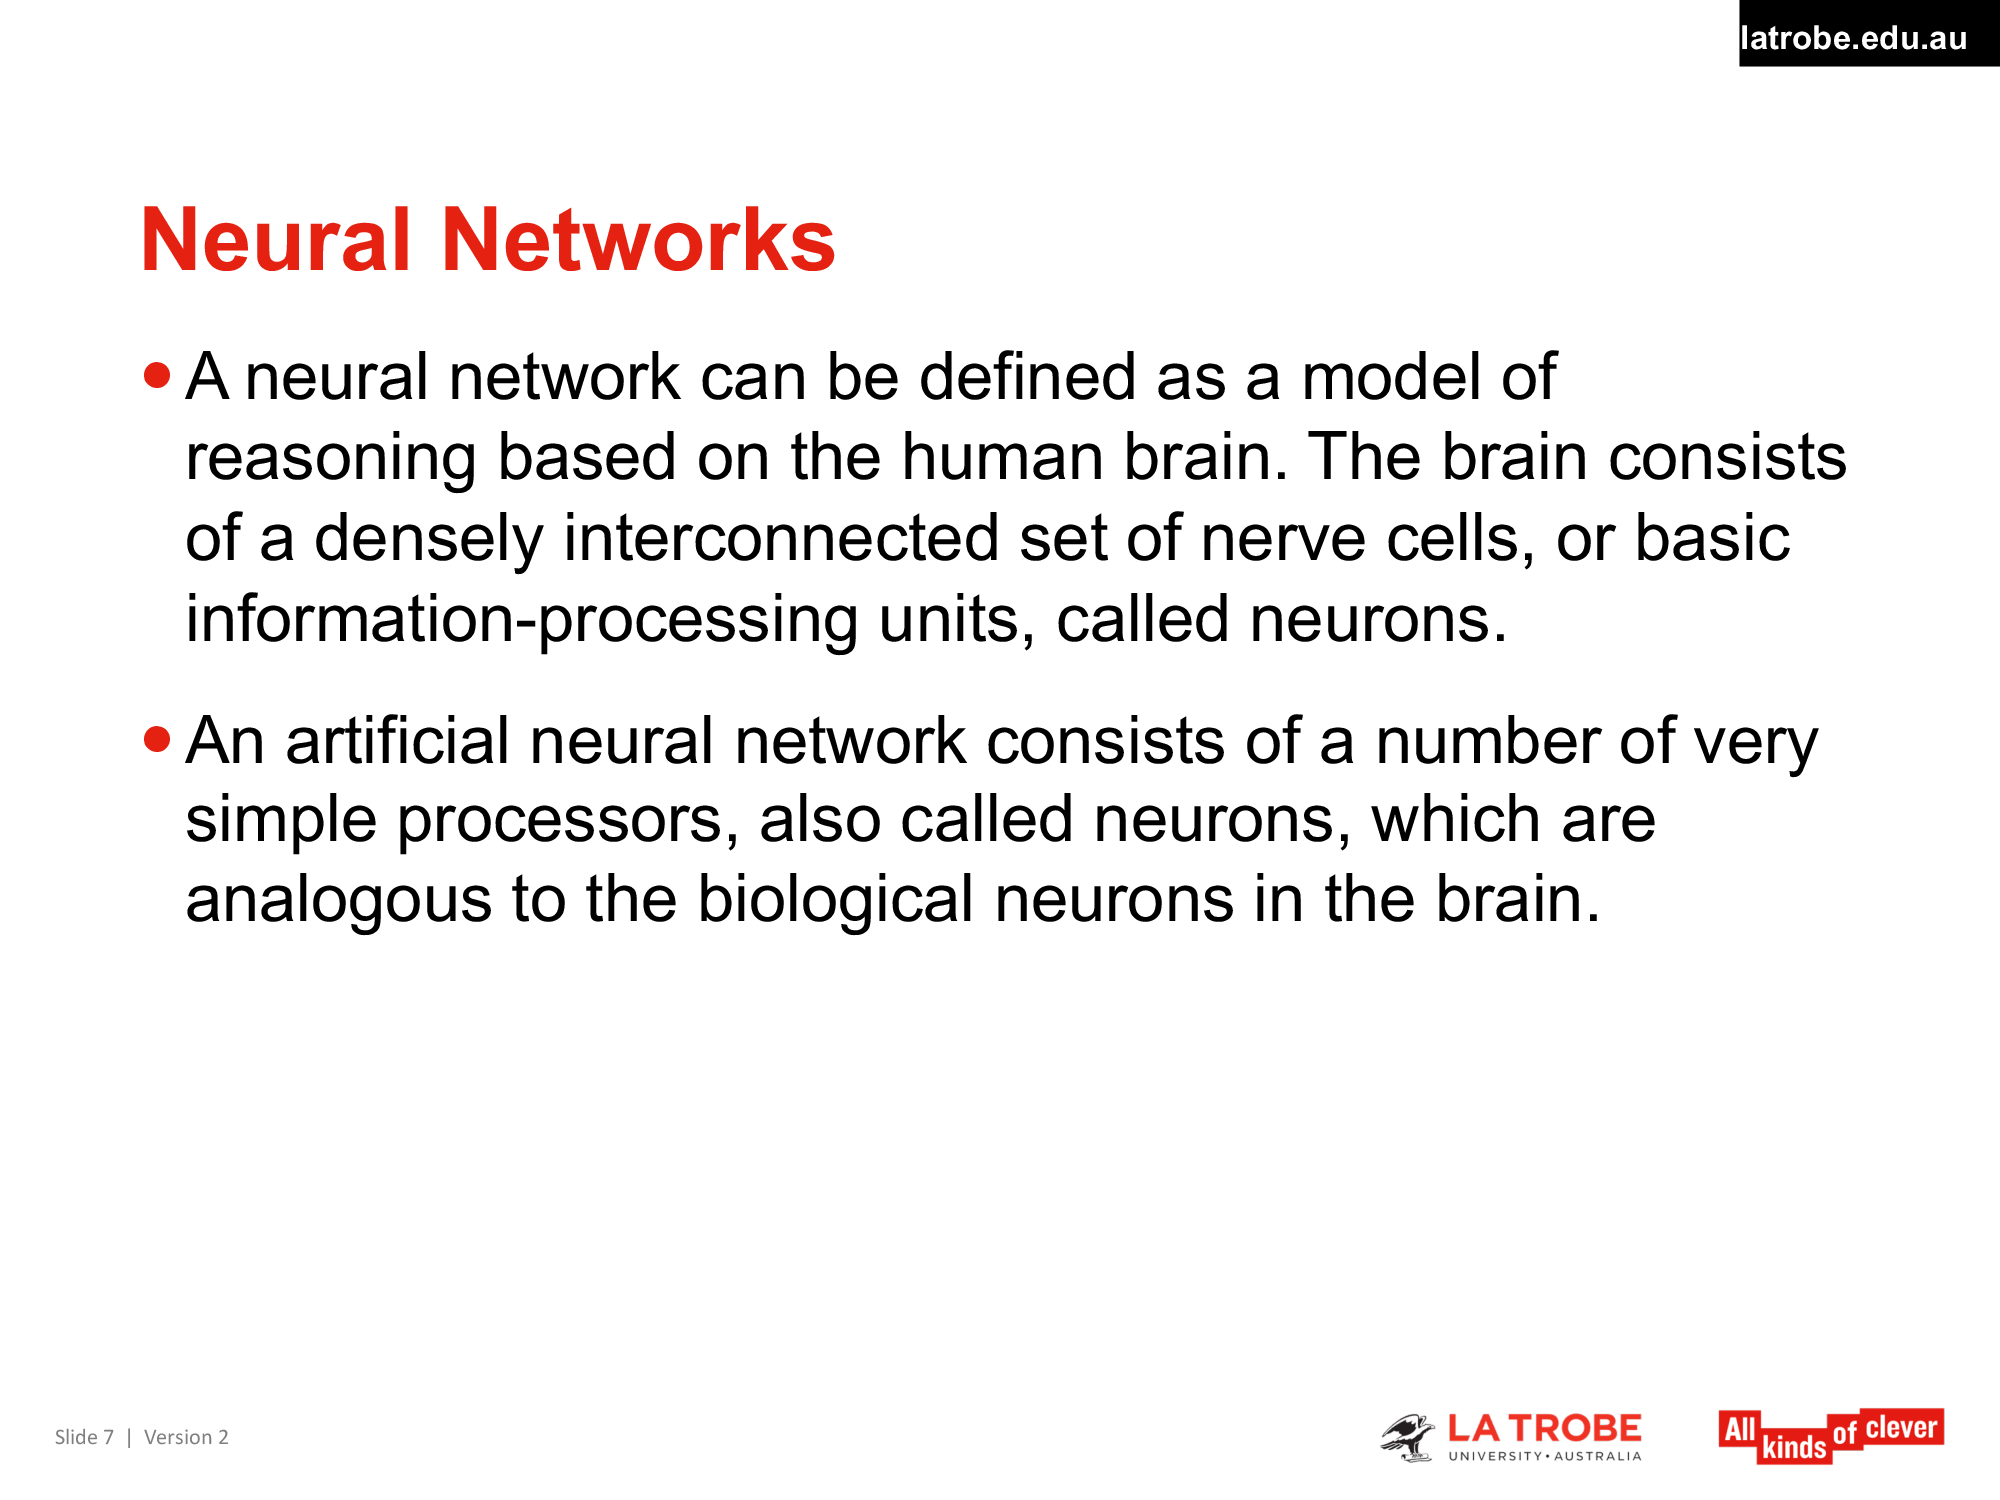 latrobe.edu.au
Neural Networks
• A neural network can be defined as a model of
reasoning based on the human brain. The brain consists
of a densely interconnected set of nerve cells, or basic
information-processing units, called neurons.
• An artificial neural network consists of a number of very
simple processors, also called neurons, which are
analogous to the biological neurons in the brain.
Slide 7 | Version 2
LA TROBE
UNIVERSITY • AUSTRALIA
All kinds of clever